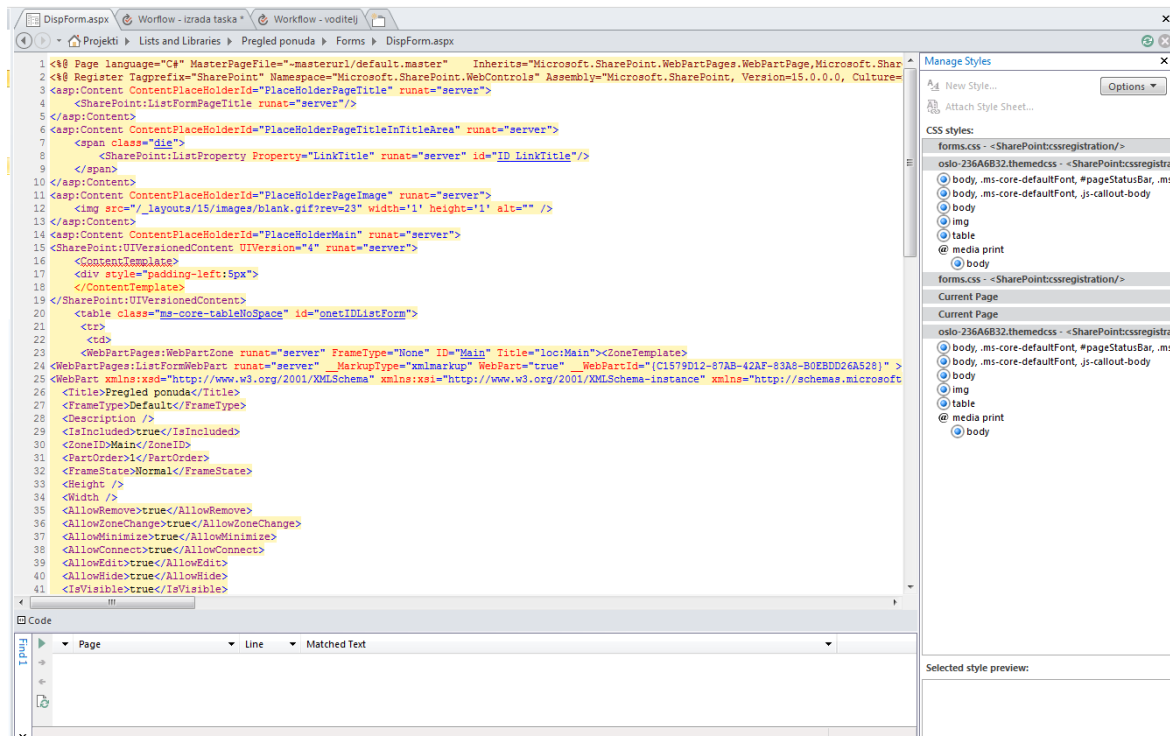 DispForm.aspx Worflow - izrada taska * Workflow - voditelj
Projekti Lists and Libraries Pregled ponuda Forms DispForm.aspx
1 <%@ Page language="C#" MasterPageFile="~masterurl/default.master" Inherits="Microsoft.SharePoint.WebPartPages.WebPartPage,Microsoft.Shar
2 <%@ Register Tagprefix="SharePoint" Namespace="Microsoft.SharePoint.WebControls" Assembly="Microsoft.SharePoint, Version=15.0.0.0, Culture=
3 <asp:Content ContentPlaceHolderId="PlaceHolderPageTitle" runat="server">
4 <SharePoint:ListFormPageTitle runat="server"/>
5 </asp:Content>
6 <asp:Content ContentPlaceHolderId="PlaceHolderPageTitleInTitleArea" runat="server">
7 <span class="die">
8 <SharePoint:ListProperty Property="LinkTitle" runat="server" id="ID_LinkTitle"/>
9 </span>
10 </asp:Content>
11 <asp:Content ContentPlaceHolderId="PlaceHolderPageImage" runat="server">
12 <img src="/_layouts/15/images/blank.gif?rev=23" width='1' height='1' alt="" />
13 </asp:Content>
14 <asp:Content ContentPlaceHolderId="PlaceHolderMain" runat="server">
15 <SharePoint:UIVersionedContent UIVersion="4" runat="server">
16 <ContentTemplate>
17 <div style="padding-left:5px">
18 </ContentTemplate>
19 </SharePoint:UIVersionedContent>
20 <table class="ms-core-tableNoSpace" id="onetIDListForm">
21 <tr>
22 <td>
23 <WebPartPages:WebPartZone runat="server" FrameType="None" ID="Main" Title="loc:Main"><ZoneTemplate>
24 <WebPartPages:ListFormWebPart runat="server" __MarkupType="xmlmarkup" WebPart="true" __WebPartId="{C1579D12-87AB-42AF-83A8-B0EBDD26A528}" >
25 <WebPart xmlns:xsd="http://www.w3.org/2001/XMLSchema" xmlns:xsi="http://www.w3.org/2001/XMLSchema-instance" xmlns="http://schemas.microsoft
26 <Title>Pregled ponuda</Title>
27 <FrameType>Default</FrameType>
28 <Description />
29 <IsIncluded>true</IsIncluded>
30 <ZoneID>Main</ZoneID>
31 <PartOrder>1</PartOrder>
32 <FrameState>Normal</FrameState>
33 <Height />
34 <Width />
35 <AllowRemove>true</AllowRemove>
36 <AllowZoneChange>true</AllowZoneChange>
37 <AllowMinimize>true</AllowMinimize>
38 <AllowConnect>true</AllowConnect>
39 <AllowEdit>true</AllowEdit>
40 <AllowHide>true</AllowHide>
41 <IsVisible>true</IsVisible>
Code
Find 1
Page Line Matched Text
Manage Styles
New Style... Options
Attach Style Sheet...
CSS styles:
forms.css - <SharePoint:cssregistration/>
oslo-236A6B32.themedcss - <SharePoint:cssregistra
body, .ms-core-defaultFont, #pageStatusBar, .ms
body, .ms-core-defaultFont, .js-callout-body
body
img
table
@ media print
body
forms.css - <SharePoint:cssregistration/>
Current Page
Current Page
oslo-236A6B32.themedcss - <SharePoint:cssregistra
body, .ms-core-defaultFont, #pageStatusBar, .ms
body, .ms-core-defaultFont, .js-callout-body
body
img
table
@ media print
body
Selected style preview: